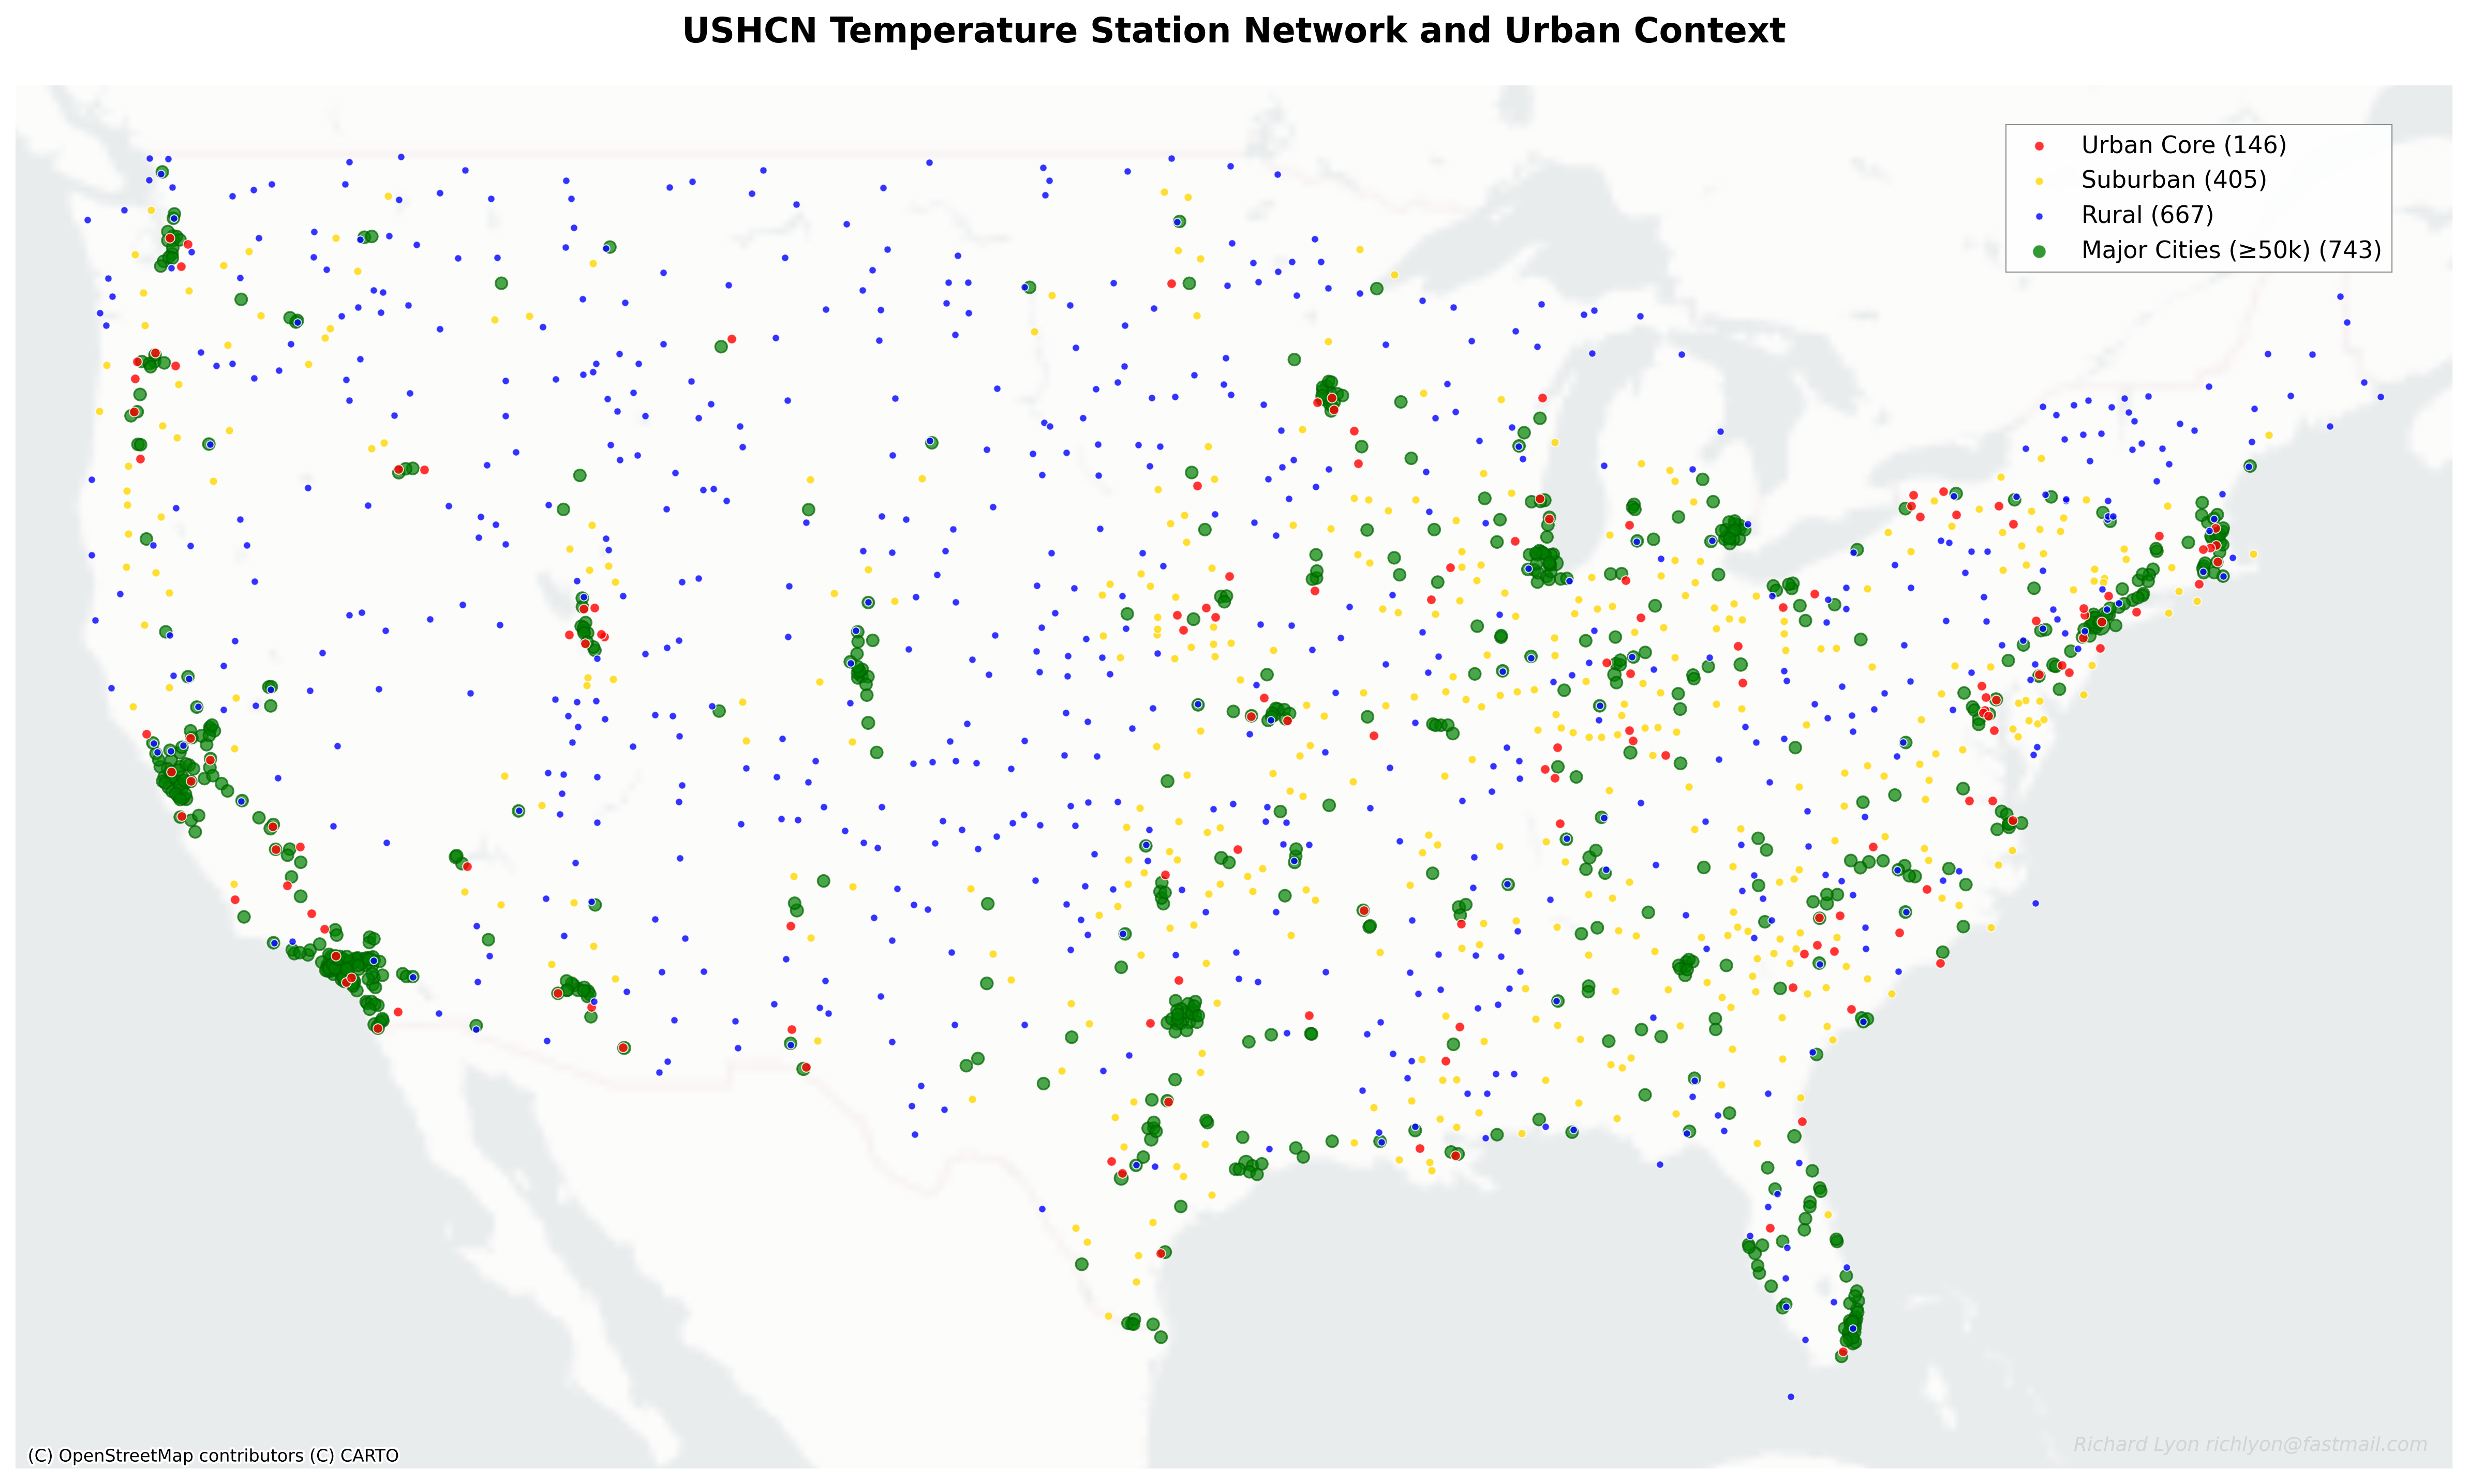 USHCN Temperature Station Network and Urban Context
Urban Core (146)
Suburban (405)
Rural (667)
Major Cities (≥50k) (743)
(C) OpenStreetMap contributors (C) CARTO
Richard Lyon richlyon@fastmail.com